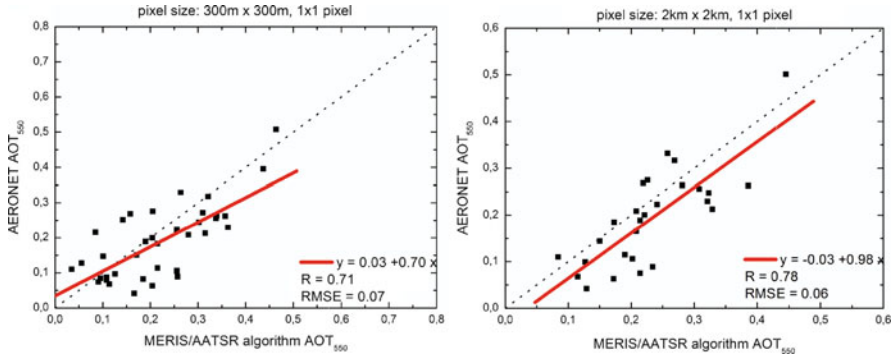 pixel size: 300m x 300m, 1x1 pixel
0,8
0,7
0,6
0,5
0,4
0,3
0,2
0,1
0,0
AERONET AOT550
y = 0.03 +0.70 x
R = 0.71
RMSE = 0.07
0,0 0,1 0,2 0,3 0,4 0,5 0,6 0,7 0,8
MERIS/AATSR algorithm AOT550
pixel size: 2km x 2km, 1x1 pixel
0,6
0,5
0,4
0,3
0,2
0,1
0,0
AERONET AOT550
y = -0.03 +0.98 x
R = 0.78
RMSE = 0.06
0,0 0,1 0,2 0,3 0,4 0,5 0,6
MERIS/AATSR algorithm AOT550